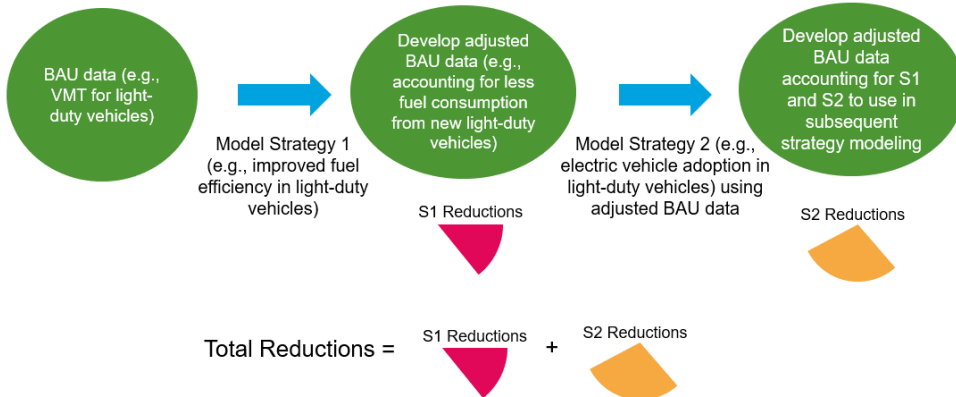 BAU data (e.g.,
VMT for light-
duty vehicles)
Model Strategy 1
(e.g., improved fuel
efficiency in light-duty
vehicles)
Develop adjusted
BAU data (e.g.,
accounting for less
fuel consumption
from new light-duty
vehicles)
Model Strategy 2 (e.g.,
electric vehicle adoption in
light-duty vehicles) using
adjusted BAU data
Develop adjusted
BAU data
accounting for S1
and S2 to use in
subsequent
strategy modeling
S1 Reductions
S2 Reductions
Total Reductions =
S1 Reductions
+
S2 Reductions